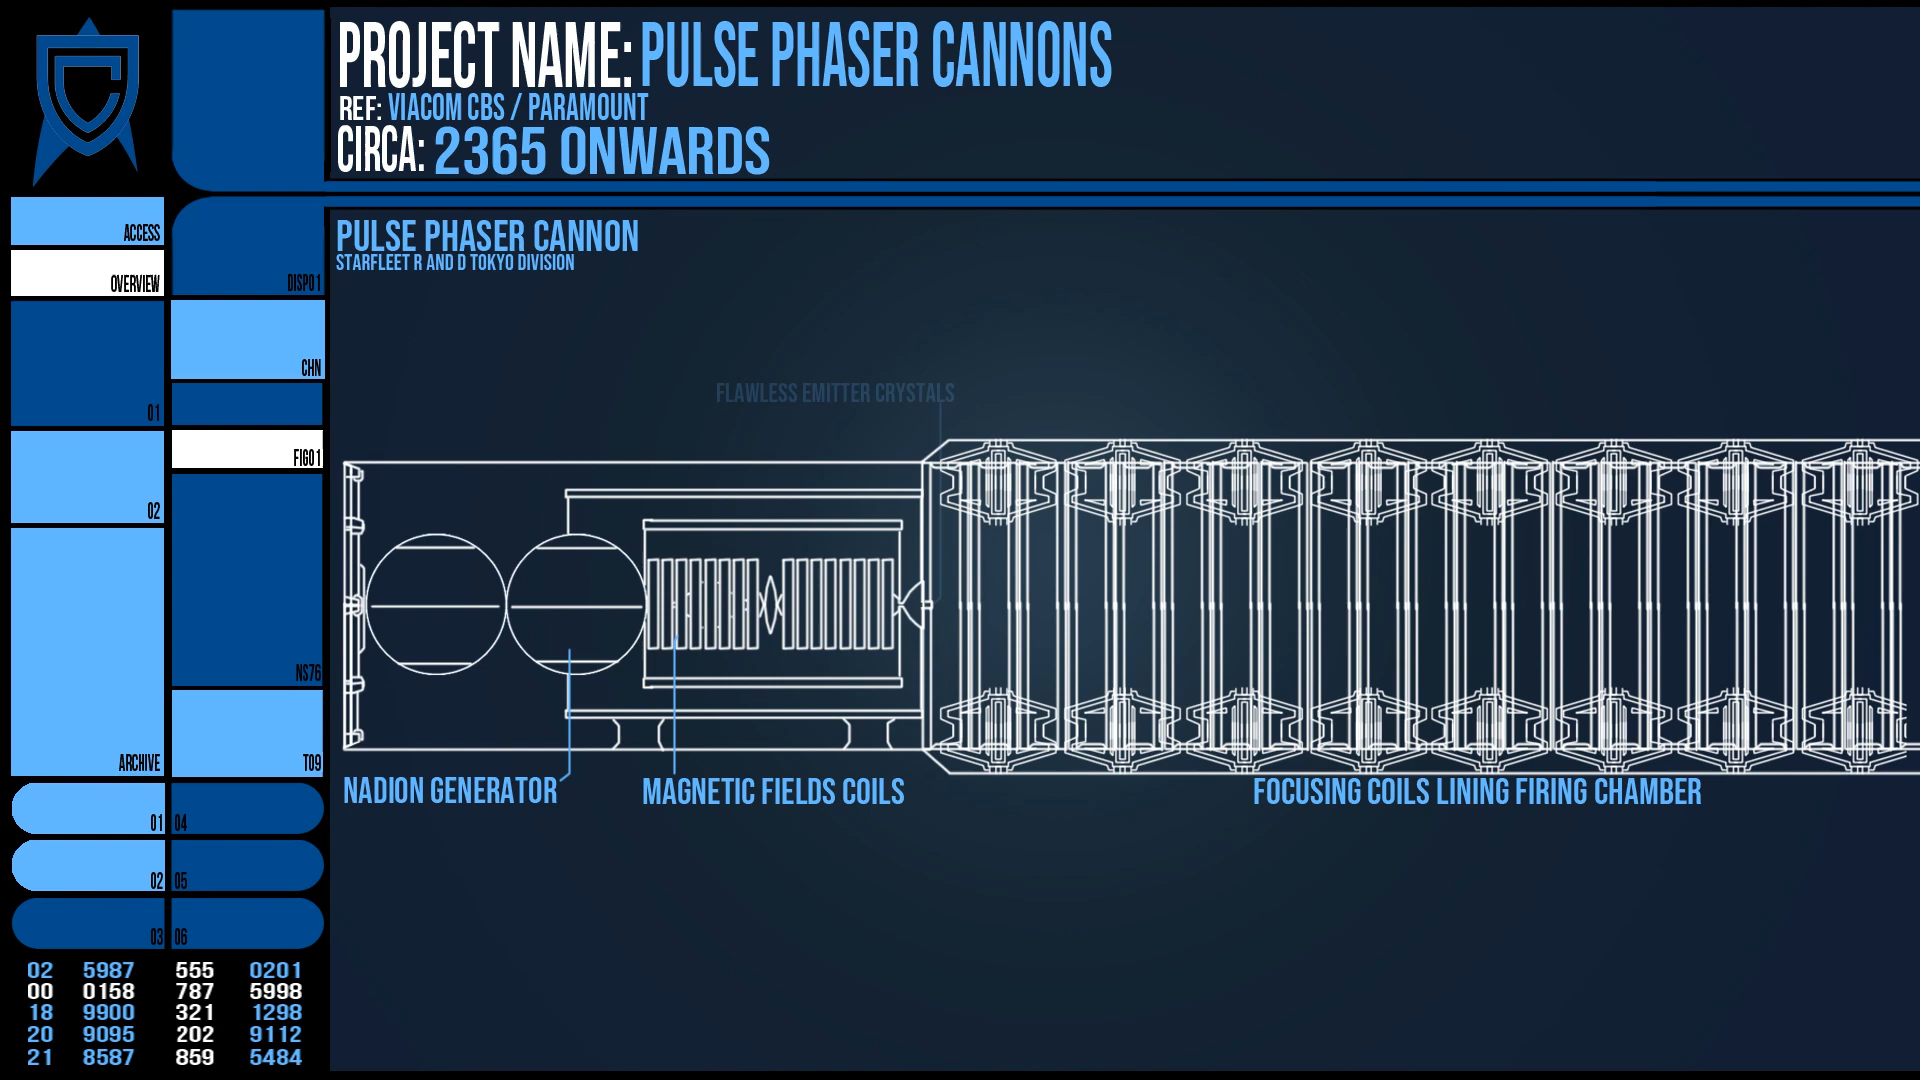 PROJECT NAME: PULSE PHASER CANNONS
REF: VIACOM CBS / PARAMOUNT
CIRCA: 2365 ONWARDS
ACCESS
OVERVIEW
01
02
ARCHIVE
DISP01
CHN
FIG01
NS76
T09
01 04
02 05
03 06
02 5987 555 0201
00 0158 787 5998
18 9900 321 1298
20 9095 202 9112
21 8587 859 5484
PULSE PHASER CANNON
STARFLEET R AND D TOKYO DIVISION
FLAWLESS EMITTER CRYSTALS
NADION GENERATOR
MAGNETIC FIELDS COILS
FOCUSING COILS LINING FIRING CHAMBER